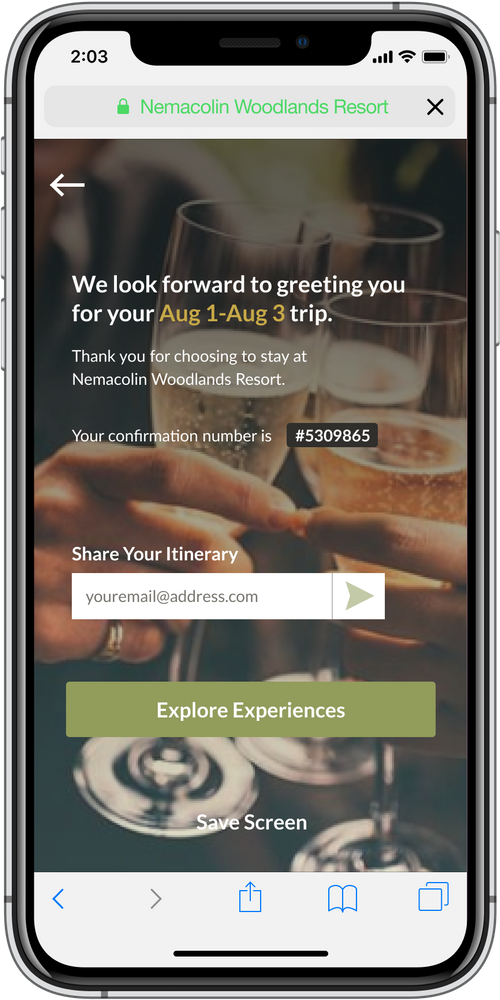 2:03
Nemacolin Woodlands Resort
We look forward to greeting you
for your Aug 1-Aug 3 trip.
Thank you for choosing to stay at
Nemacolin Woodlands Resort.
Your confirmation number is #5309865
Share Your Itinerary
youremail@address.com
Explore Experiences
Save Screen